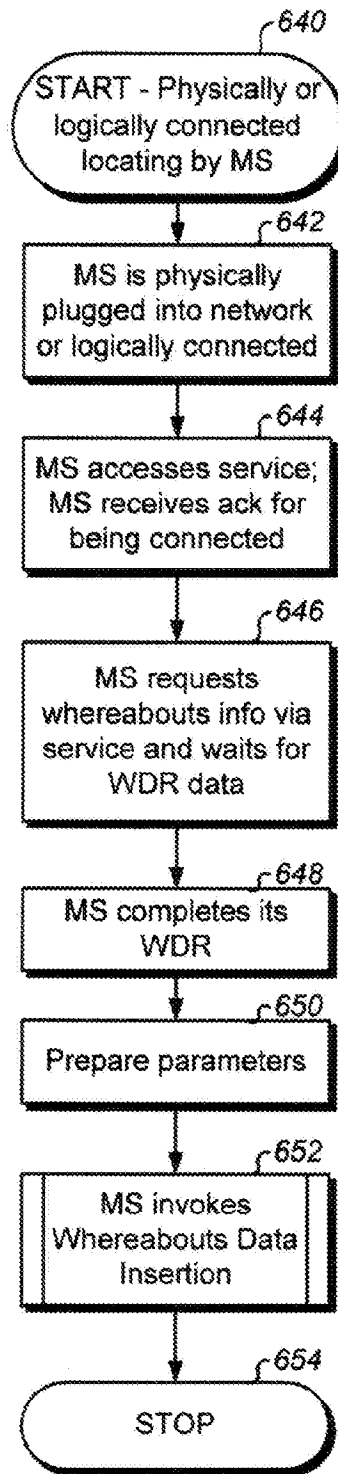 640
START - Physically or
logically connected
locating by MS
642
MS is physically
plugged into network
or logically connected
644
MS accesses service;
MS receives ack for
being connected
646
MS requests
whereabouts info via
service and waits for
WDR data
648
MS completes its
WDR
650
Prepare parameters
652
MS invokes
Whereabouts Data
Insertion
654
STOP